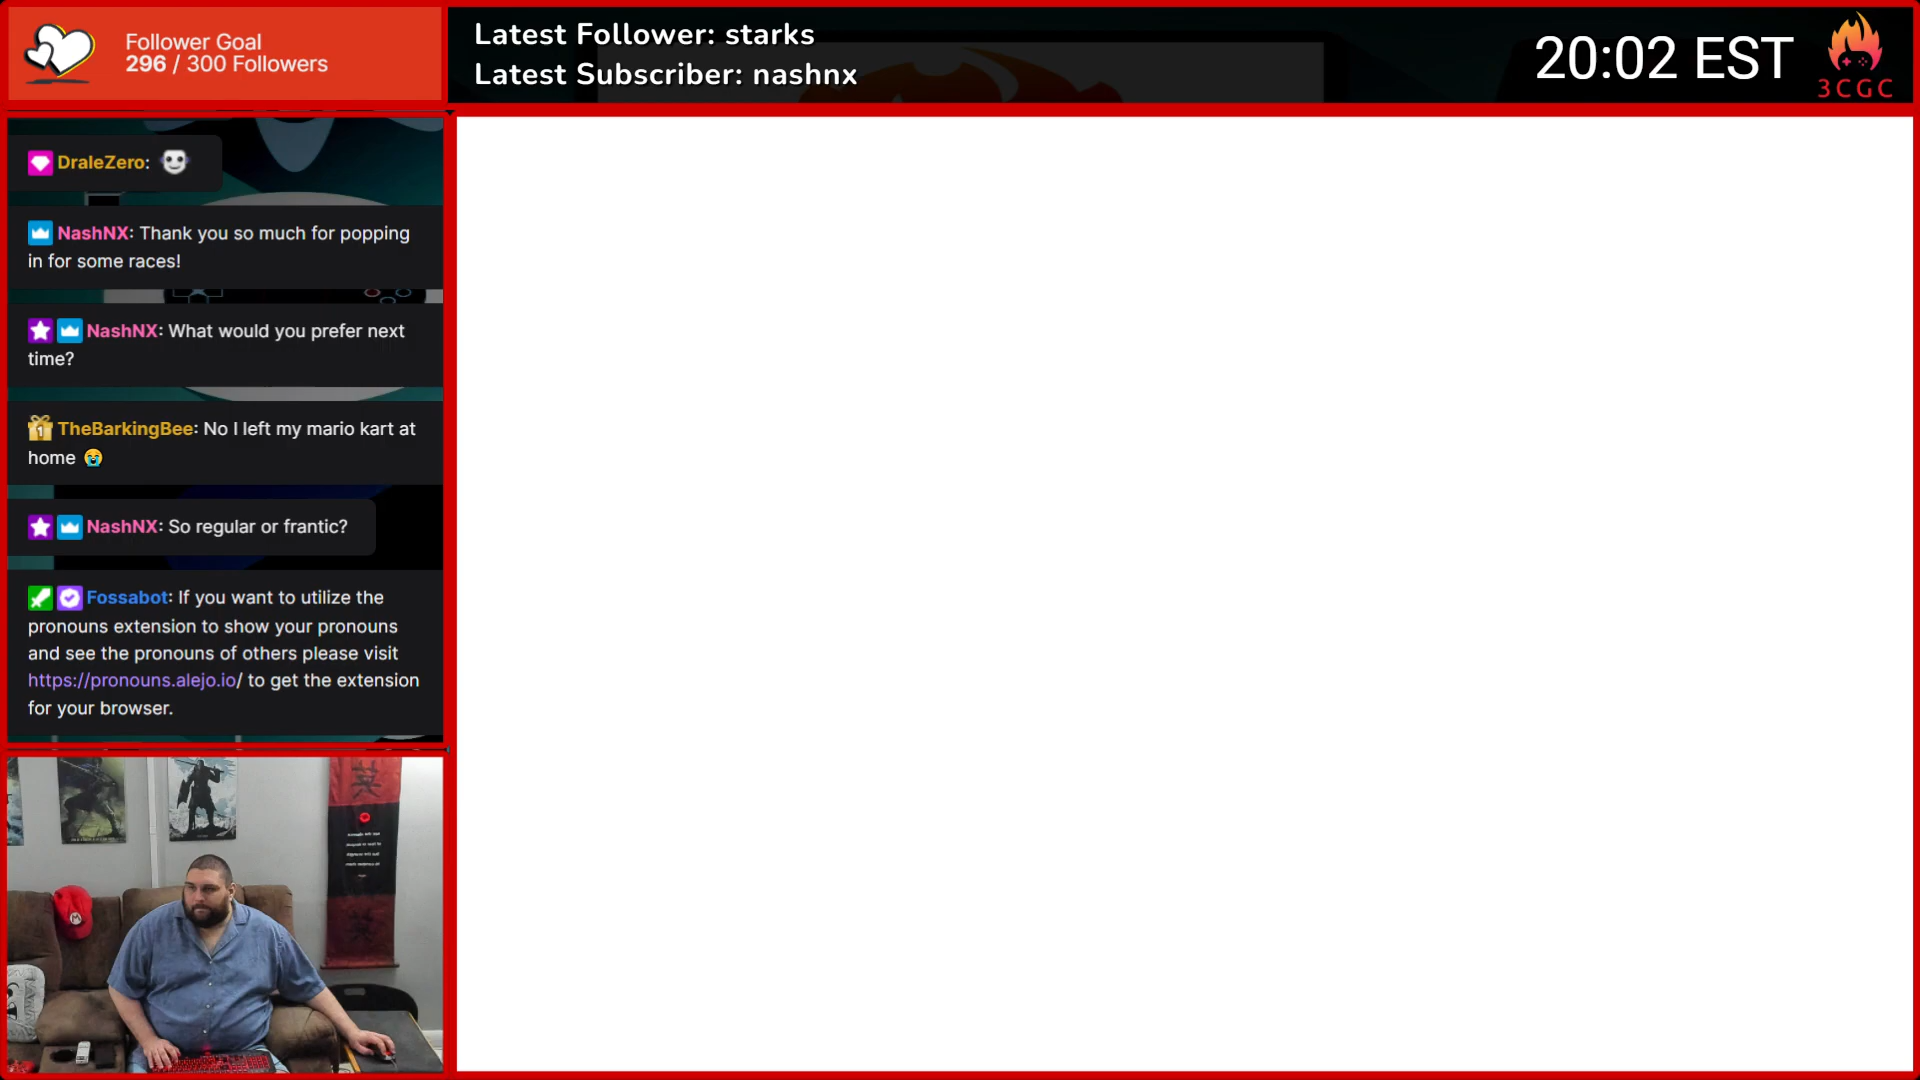 Follower Goal
296 / 300 Followers
Latest Follower: starks
Latest Subscriber: nashnx
20:02 EST
3CGC
DraleZero:
NashNX: Thank you so much for popping
in for some races!
NashNX: What would you prefer next
time?
TheBarkingBee: No I left my mario kart at
home 😭
NashNX: So regular or frantic?
Fossabot: If you want to utilize the
pronouns extension to show your pronouns
and see the pronouns of others please visit
https://pronouns.alejo.io/ to get the extension
for your browser.